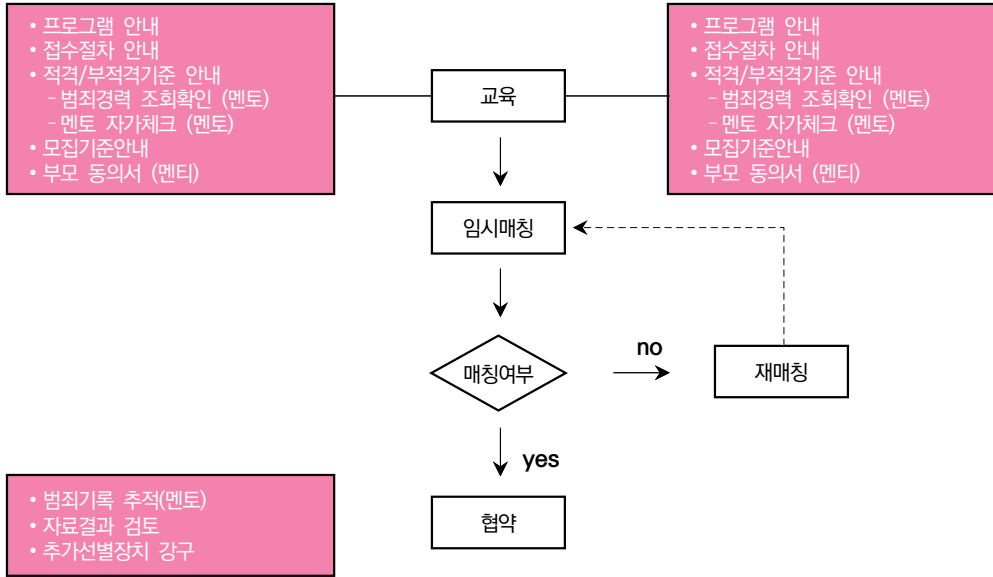 • 프로그램 안내
• 접수절차 안내
• 적격/부적격기준 안내
- 범죄경력 조회확인 (멘토)
- 멘토 자가체크 (멘토)
• 모집기준안내
• 부모 동의서 (멘티)
교육
• 프로그램 안내
• 접수절차 안내
• 적격/부적격기준 안내
- 범죄경력 조회확인 (멘토)
- 멘토 자가체크 (멘토)
• 모집기준안내
• 부모 동의서 (멘티)
임시매칭
매칭여부
no
재매칭
yes
• 범죄기록 추적(멘토)
• 자료결과 검토
• 추가선별장치 강구
협약